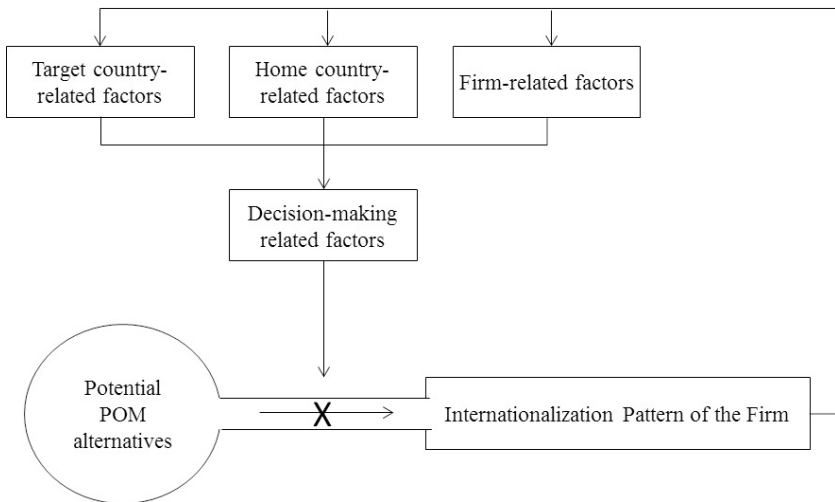 Target country-
related factors
Home country-
related factors
Firm-related factors
Decision-making
related factors
Potential
POM
alternatives
X
Internationalization Pattern of the Firm